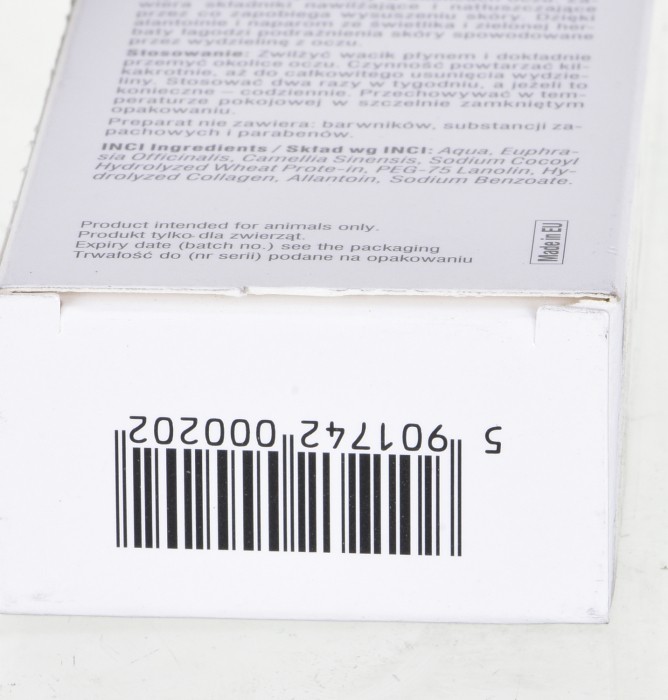 wiera składniki nawilżające i natłuszczające
przez co zapobiega wysuszeniu skóry. Dzięki
alantoinie i naparom ze świetlika i zielonej her-
baty łagodzi podrażnienia skóry spowodowane
przez wydzielinę z oczu.
Stosowanie: Zwilżyć wacik płynem i dokładnie
przemyć okolice oczu. Czynność powtarzać kil-
kakrotnie, aż do całkowitego usunięcia wydzie-
liny. Stosować dwa razy w tygodniu, a jeżeli to
konieczne – codziennie. Przechowywać w tem-
peraturze pokojowej w szczelnie zamkniętym
opakowaniu.
Preparat nie zawiera: barwników, substancji za-
pachowych i parabenów.
INCI Ingredients / Skład wg INCI: Aqua, Euphra-
sia Officinalis, Camellia Sinensis, Sodium Cocoyl
Hydrolyzed Wheat Prote-in, PEG-75 Lanolin, Hy-
drolyzed Collagen, Allantoin, Sodium Benzoate.
Product intended for animals only.
Produkt tylko dla zwierząt.
Expiry date (batch no.) see the packaging
Trwałość do (nr serii) podane na opakowaniu
Made in EU
5 901742 000202